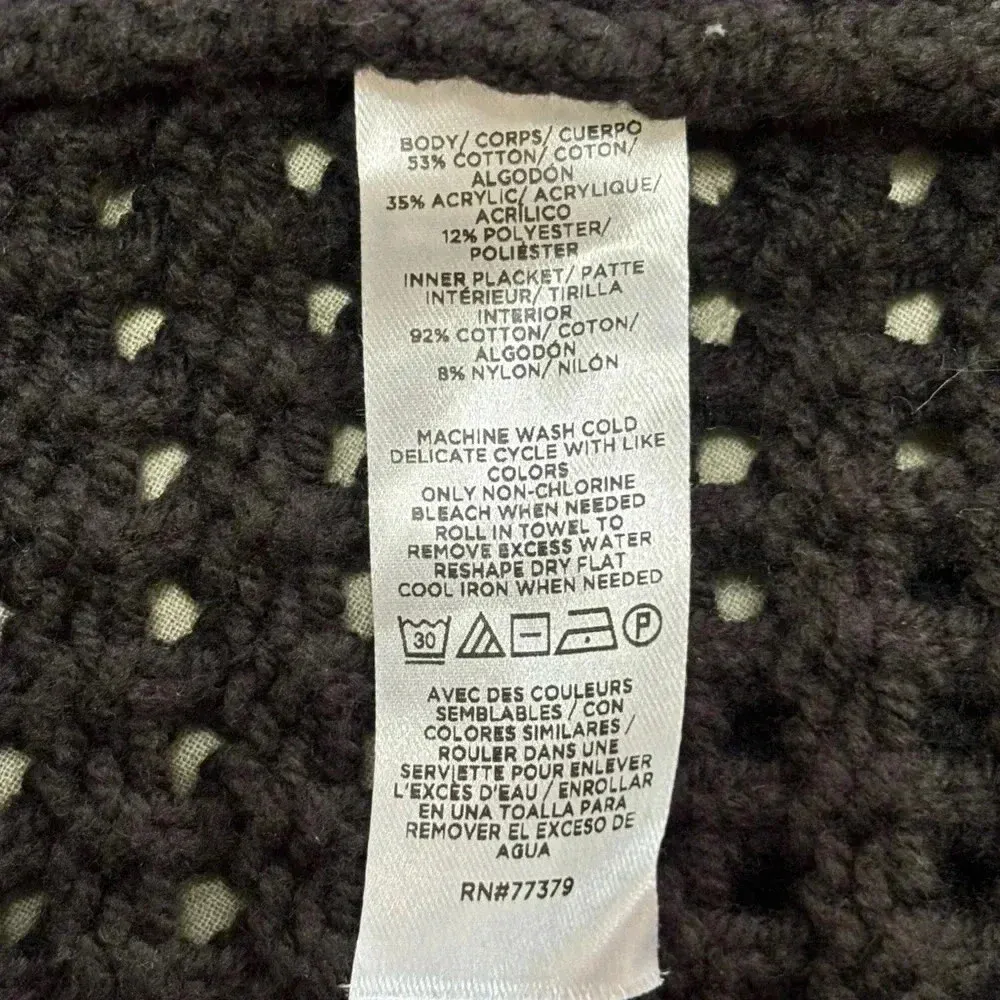 BODY/ CORPS/ CUERPO
53% COTTON/ COTON/
ALGODÓN
35% ACRYLIC/ ACRYLIQUE/
ACRÍLICO
12% POLYESTER/
POLIÉSTER
INNER PLACKET/ PATTE
INTÉRIEUR/ TIRILLA
INTERIOR
92% COTTON/ COTON/
ALGODÓN
8% NYLON/ NILÓN
MACHINE WASH COLD
DELICATE CYCLE WITH LIKE
COLORS
ONLY NON-CHLORINE
BLEACH WHEN NEEDED
ROLL IN TOWEL TO
REMOVE EXCESS WATER
RESHAPE DRY FLAT
COOL IRON WHEN NEEDED
30 P
AVEC DES COULEURS
SEMBLABLES / CON
COLORES SIMILARES /
ROULER DANS UNE
SERVIETTE POUR ENLEVER
L'EXCÈS D'EAU / ENROLLAR
EN UNA TOALLA PARA
REMOVER EL EXCESO DE
AGUA
RN#77379